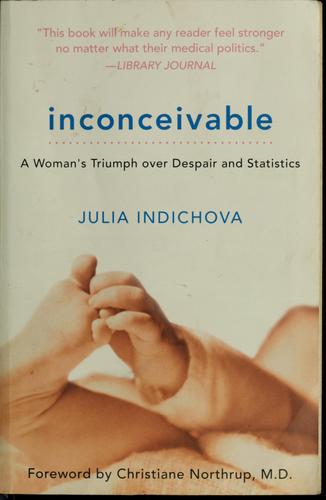 "This book will make any reader feel stronger
no matter what their medical politics."
—LIBRARY JOURNAL
inconceivable
A Woman's Triumph over Despair and Statistics
JULIA INDICHOVA
Foreword by Christiane Northrup, M.D.